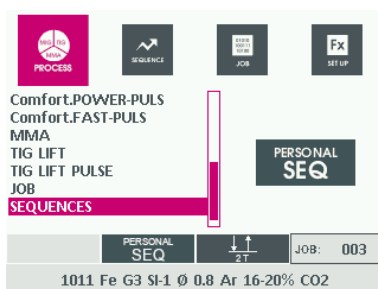 MIG TIG
MMA
PROCESS
SEQUENCE
JOB
Fx
SET UP
Comfort.POWER-PULS
Comfort.FAST-PULS
MMA
TIG LIFT
TIG LIFT PULSE
JOB
SEQUENCES
PERSONAL
SEQ
PERSONAL
SEQ
2T
JOB: 003
1011 Fe G3 SI-1 Ø 0.8 Ar 16-20% CO2